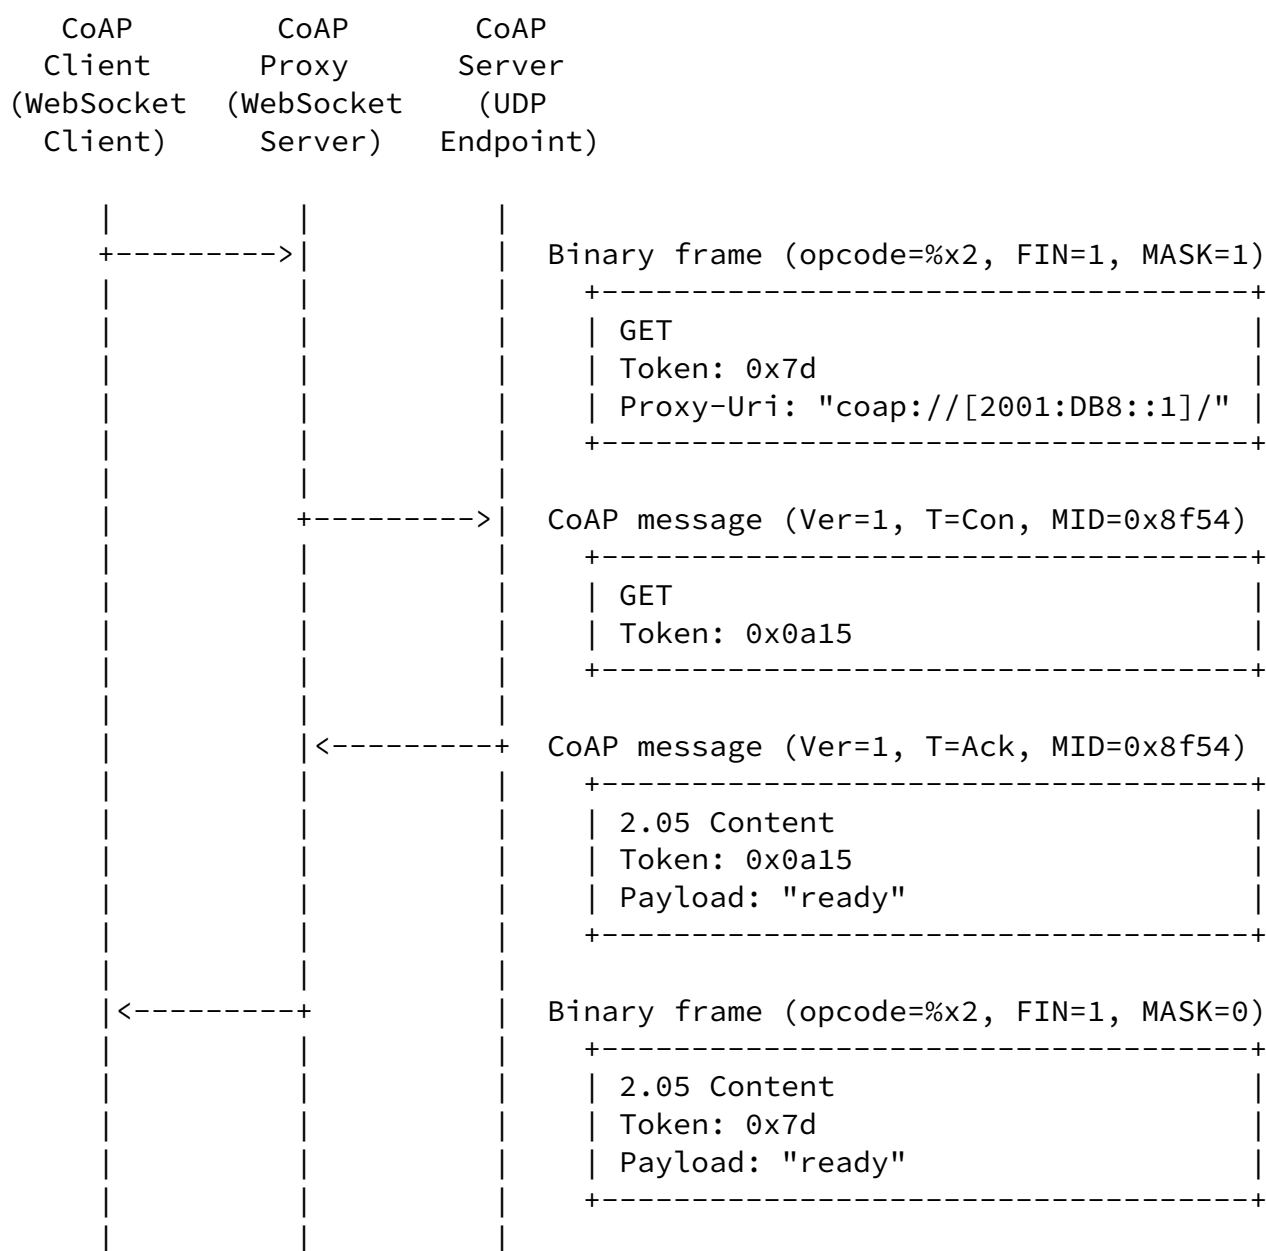 CoAP CoAP CoAP
Client Proxy Server
(WebSocket (WebSocket (UDP
Client) Server) Endpoint)
Binary frame (opcode=%x2, FIN=1, MASK=1)
GET
Token: 0x7d
Proxy-Uri: "coap://[2001:DB8::1]/"
CoAP message (Ver=1, T=Con, MID=0x8f54)
GET
Token: 0x0a15
CoAP message (Ver=1, T=Ack, MID=0x8f54)
2.05 Content
Token: 0x0a15
Payload: "ready"
Binary frame (opcode=%x2, FIN=1, MASK=0)
2.05 Content
Token: 0x7d
Payload: "ready"